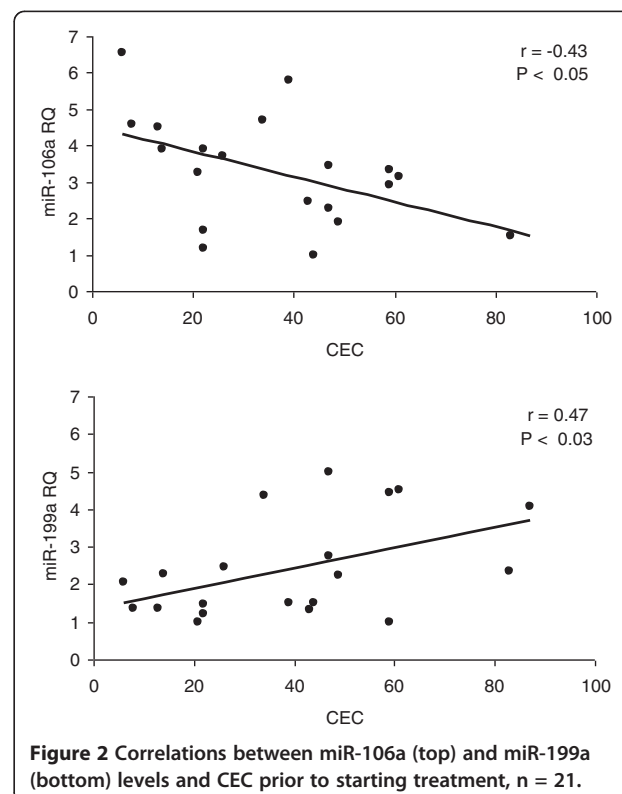 7
6
5
4
3
2
1
0
miR-106a RQ
r = -0.43
P < 0.05
0 20 40 60 80 100
CEC
7
6
5
4
3
2
1
0
miR-199a RQ
r = 0.47
P < 0.03
0 20 40 60 80 100
CEC
Figure 2 Correlations between miR-106a (top) and miR-199a
(bottom) levels and CEC prior to starting treatment, n = 21.